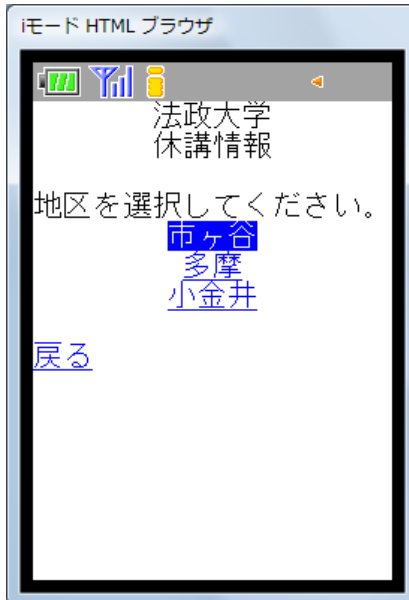 iモード HTML ブラウザ
法政大学
休講情報
地区を選択してください。
市ヶ谷
多摩
小金井
戻る